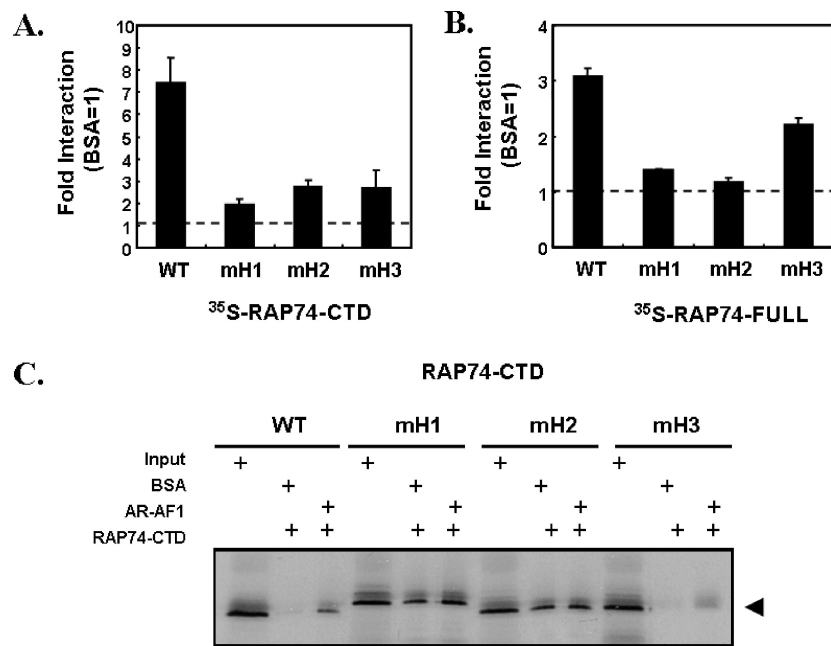 A.
Fold Interaction
(BSA=1)
10
9
8
7
6
5
4
3
2
1
0
WT mH1 mH2 mH3
³⁵S-RAP74-CTD
B.
Fold Interaction
(BSA=1)
4
3
2
1
0
WT mH1 mH2 mH3
³⁵S-RAP74-FULL
C.
RAP74-CTD
WT mH1 mH2 mH3
Input + + + +
BSA + + + +
AR-AF1 + + + +
RAP74-CTD + + + + + + + +